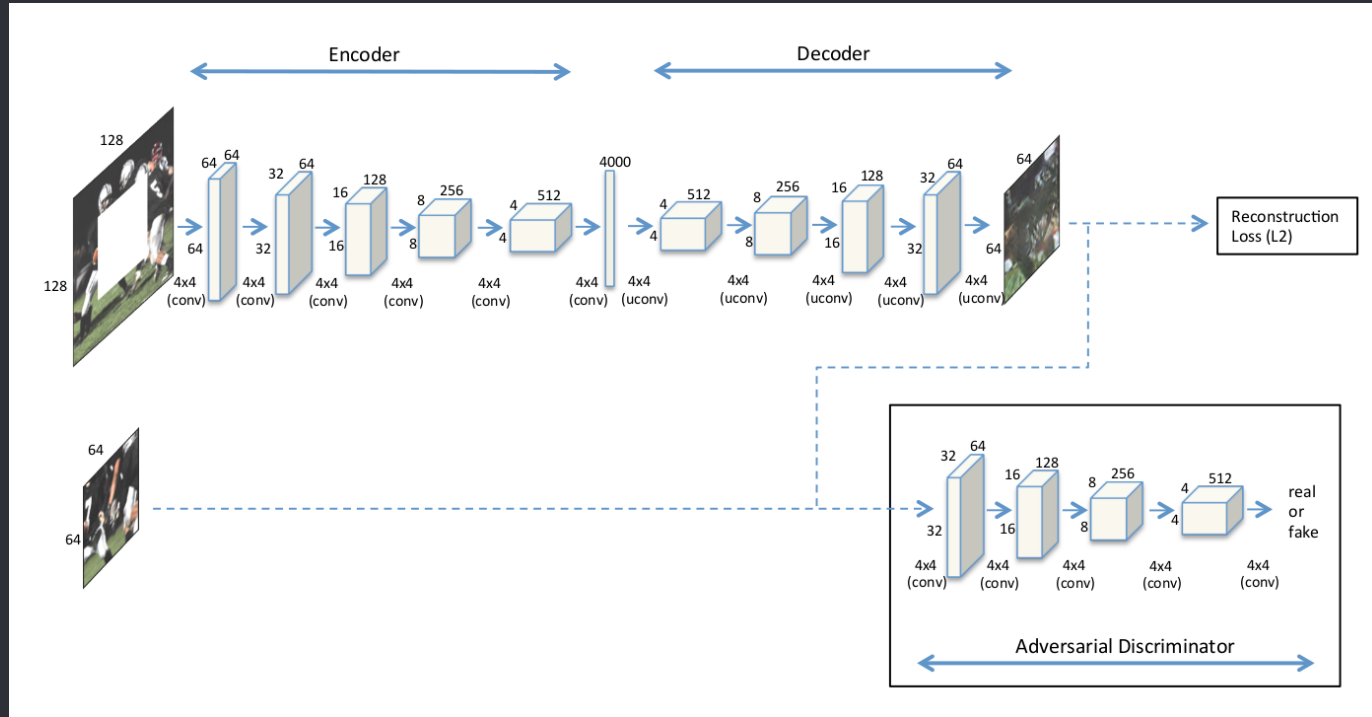 Encoder
Decoder
128
128
64 64
64
32 64
32
16 128
16
8 256
8
4 512
4
4000
4 512
4
8 256
8
16 128
16
32 64
32
64
64
4x4 4x4 4x4 4x4 4x4 4x4 4x4 4x4 4x4 4x4 4x4
(conv) (conv) (conv) (conv) (conv) (conv) (uconv) (uconv) (uconv) (uconv) (uconv)
Reconstruction
Loss (L2)
64
64
32 64
32
16 128
16
8 256
8
4 512
4
real
or
fake
4x4 4x4 4x4 4x4 4x4
(conv) (conv) (conv) (conv) (conv)
Adversarial Discriminator